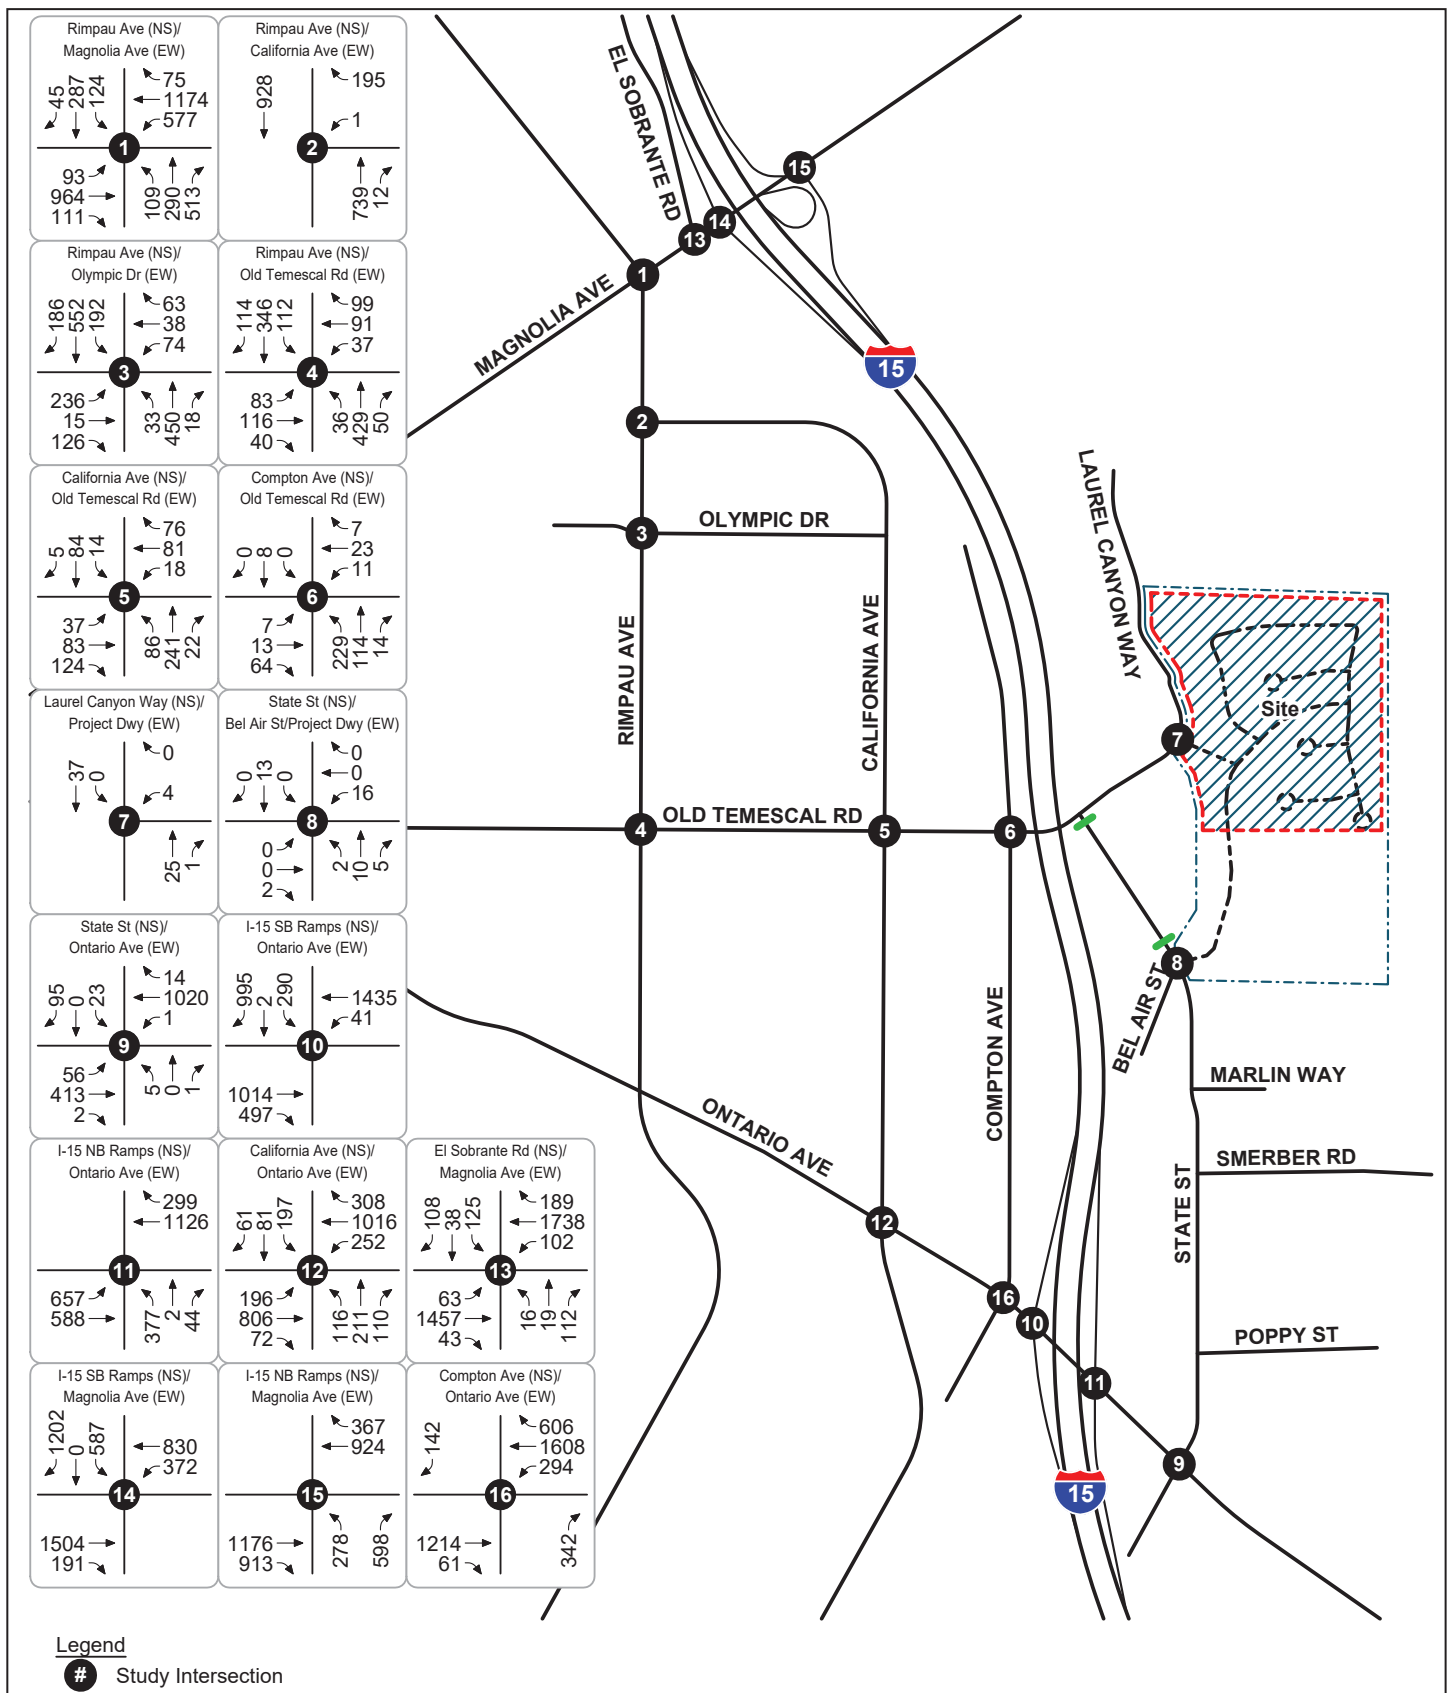 Rimpau Ave (NS)/
Magnolia Ave (EW)
45 287 124
75
1174
577
1
93
964
111
109 290 513
Rimpau Ave (NS)/
California Ave (EW)
928
195
1
2
739 12
Rimpau Ave (NS)/
Olympic Dr (EW)
186 552 192
63
38
74
3
236
15
126
33 450 18
Rimpau Ave (NS)/
Old Temescal Rd (EW)
114 346 112
99
91
37
4
83
116
40
36 429 50
California Ave (NS)/
Old Temescal Rd (EW)
5 84 14
76
81
18
5
37
83
124
86 241 22
Compton Ave (NS)/
Old Temescal Rd (EW)
0 8 0
7
23
11
6
7
13
64
229 114 14
Laurel Canyon Way (NS)/
Project Dwy (EW)
37 0
0
4
7
25 1
State St (NS)/
Bel Air St/Project Dwy (EW)
0 13 0
0
0
16
8
0
0
2
2 10 5
State St (NS)/
Ontario Ave (EW)
95 0 23
14
1020
1
9
56
413
2
5 0 1
I-15 SB Ramps (NS)/
Ontario Ave (EW)
995 2 290
1435
41
10
1014
497
I-15 NB Ramps (NS)/
Ontario Ave (EW)
299
1126
11
657
588
377 2 44
California Ave (NS)/
Ontario Ave (EW)
61 81 197
308
1016
252
12
196
806
72
116 211 110
El Sobrante Rd (NS)/
Magnolia Ave (EW)
108 38 125
189
1738
102
13
63
1457
43
16 19 112
I-15 SB Ramps (NS)/
Magnolia Ave (EW)
1202 0 587
830
372
14
1504
191
I-15 NB Ramps (NS)/
Magnolia Ave (EW)
367
924
15
1176
913
278 598
Compton Ave (NS)/
Ontario Ave (EW)
142
606
1608
294
16
1214
61
342
EL SOBRANTE RD
15
14
13
1
MAGNOLIA AVE
15
2
LAUREL CANYON WAY
3
OLYMPIC DR
RIMPAU AVE
CALIFORNIA AVE
Site
7
4
OLD TEMESCAL RD
5
6
8
BEL AIR ST
COMPTON AVE
MARLIN WAY
ONTARIO AVE
SMERBER RD
STATE ST
12
16
10
POPPY ST
11
9
15
Legend
# Study Intersection